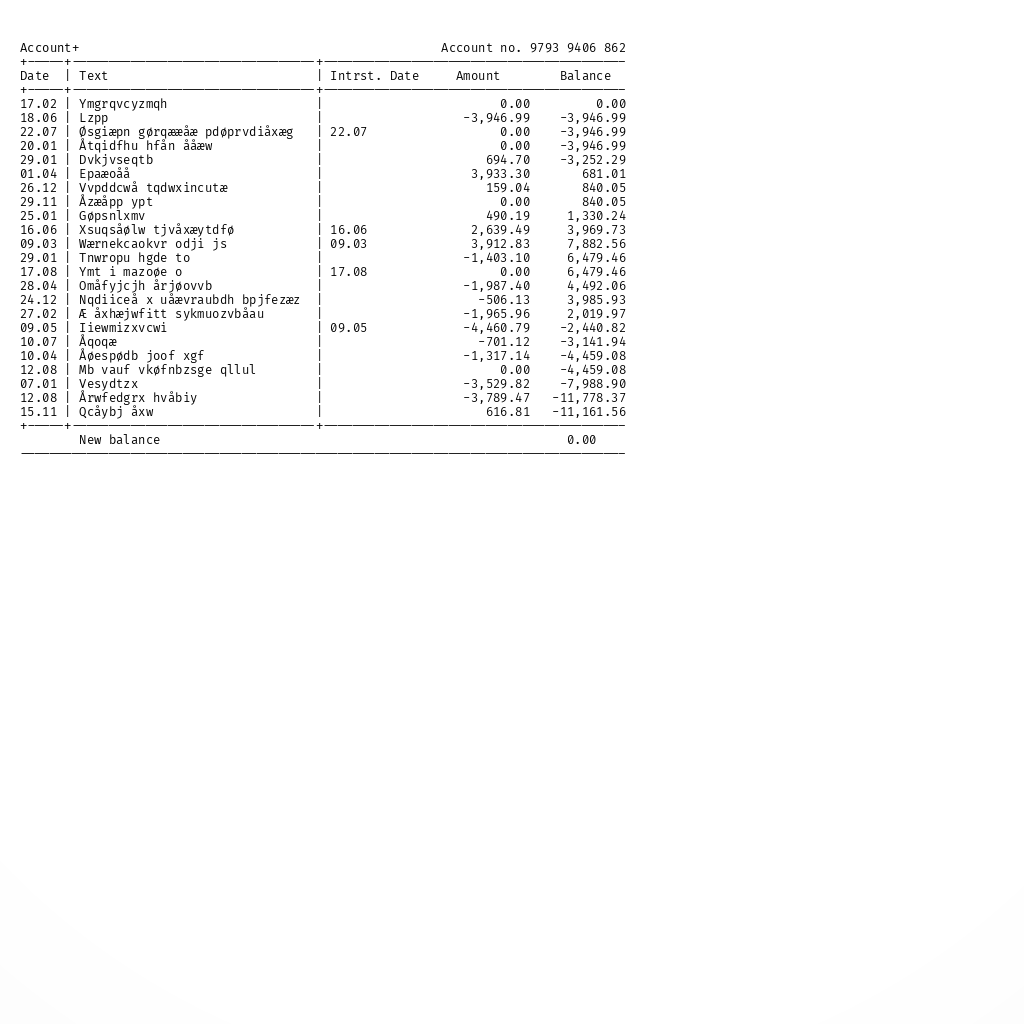 Account+ Account no. 9793 9406 862
Date | Text | Intrst. Date Amount Balance
17.02 | Ymgrqvcyzmqh | 0.00 0.00
18.06 | Lzpp | -3,946.99 -3,946.99
22.07 | Øsgiæpn gørqææåæ pdøprvdiåxæg | 22.07 0.00 -3,946.99
20.01 | Åtqidfhu hfån ååæw | 0.00 -3,946.99
29.01 | Dvkjvseqtb | 694.70 -3,252.29
01.04 | Epaæoåå | 3,933.30 681.01
26.12 | Vvpddcwå tqdwxincutæ | 159.04 840.05
29.11 | Åzæåpp ypt | 0.00 840.05
25.01 | Gøpsnlxmv | 490.19 1,330.24
16.06 | Xsuqsåølw tjvåxæytdfø | 16.06 2,639.49 3,969.73
09.03 | Wærnekcaokvr odji js | 09.03 3,912.83 7,882.56
29.01 | Tnwropu hgde to | -1,403.10 6,479.46
17.08 | Ymt i mazoøe o | 17.08 0.00 6,479.46
28.04 | Omåfyjcjh årjøovvb | -1,987.40 4,492.06
24.12 | Nqdiiceå x uåævraubdh bpjfezæz | -506.13 3,985.93
27.02 | Æ åxhæjwfitt sykmuozvbåau | -1,965.96 2,019.97
09.05 | Iiewmizxvcwi | 09.05 -4,460.79 -2,440.82
10.07 | Åqoqæ | -701.12 -3,141.94
10.04 | Åøespødb joof xgf | -1,317.14 -4,459.08
12.08 | Mb vauf vkøfnbzsge qllul | 0.00 -4,459.08
07.01 | Vesydtzx | -3,529.82 -7,988.90
12.08 | Årwfedgrx hvåbiy | -3,789.47 -11,778.37
15.11 | Qcåybj åxw | 616.81 -11,161.56
New balance 0.00